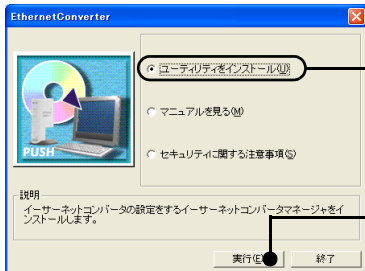 EthernetConverter
ユーティリティをインストール(U)
マニュアルを見る(M)
セキュリティに関する注意事項(S)
PUSH
説明
イーサーネットコンバータの設定をするイーサーネットコンバータマネージャをイ
ンストールします。
実行(E)
終了